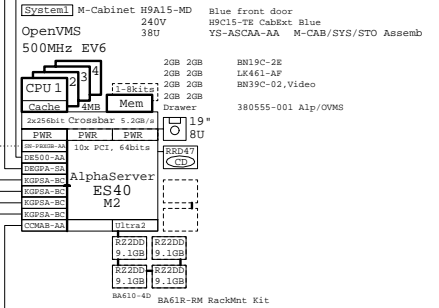 System1 M-Cabinet H9A15-MD Blue front door
240V H9C15-TE CabExt Blue
OpenVMS 38U YS-ASCAA-AA M-CAB/SYS/STO Assemb
500MHz EV6
2GB 2GB BN19C-2E
2GB 2GB LK461-AF
2GB 2GB BN39C-02,Video
2GB 2GB
Drawer 380555-001 Alp/OVMS
CPU 1 2 3 4
1-8kits
Cache 4MB Mem
2x256bit Crossbar 5.2GB/s
19"
8U
PWR PWR PWR
10x PCI, 64bits
RRD47
CD
SN-PBXGB-AA
DE500-AA
DEGPA-SA
KGPSA-BC
KGPSA-BC
KGPSA-BC
KGPSA-BC
CCMAB-AA
AlphaServer
ES40
M2
Ultra2
RZ2DD RZ2DD
9.1GB 9.1GB
RZ2DD RZ2DD
9.1GB 9.1GB
BA610-4D BA61R-RM RackMnt Kit